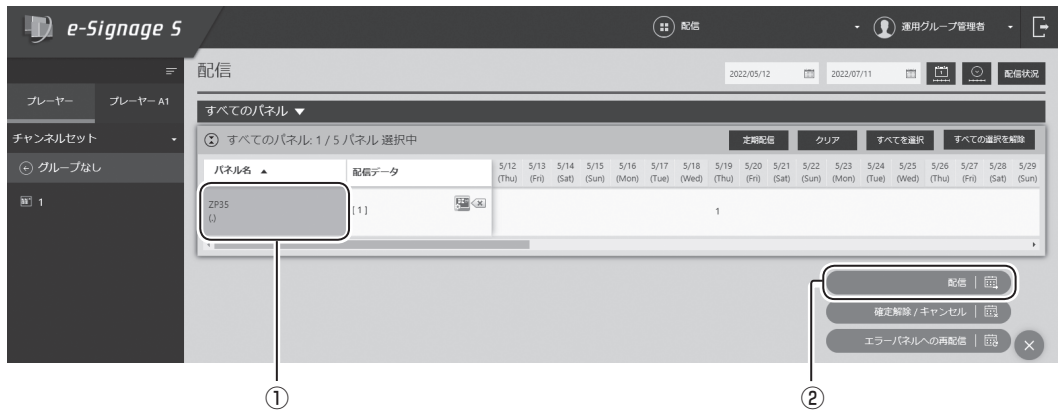 e-Signage S
配信
運用グループ管理者
配信
2022/05/12
2022/07/11
配信状況
プレーヤー
プレーヤー A1
すべてのパネル ▼
チャンネルセット
すべてのパネル: 1 / 5 パネル 選択中
定期配信
クリア
すべてを選択
すべての選択を解除
グループなし
パネル名 ▲
配信データ
5/12 5/13 5/14 5/15 5/16 5/17 5/18 5/19 5/20 5/21 5/22 5/23 5/24 5/25 5/26 5/27 5/28 5/29
(Thu) (Fri) (Sat) (Sun) (Mon) (Tue) (Wed) (Thu) (Fri) (Sat) (Sun) (Mon) (Tue) (Wed) (Thu) (Fri) (Sat) (Sun)
1
ZP35
(.)
[ 1 ]
1
配信
確定解除 / キャンセル
エラーパネルへの再配信
①
②